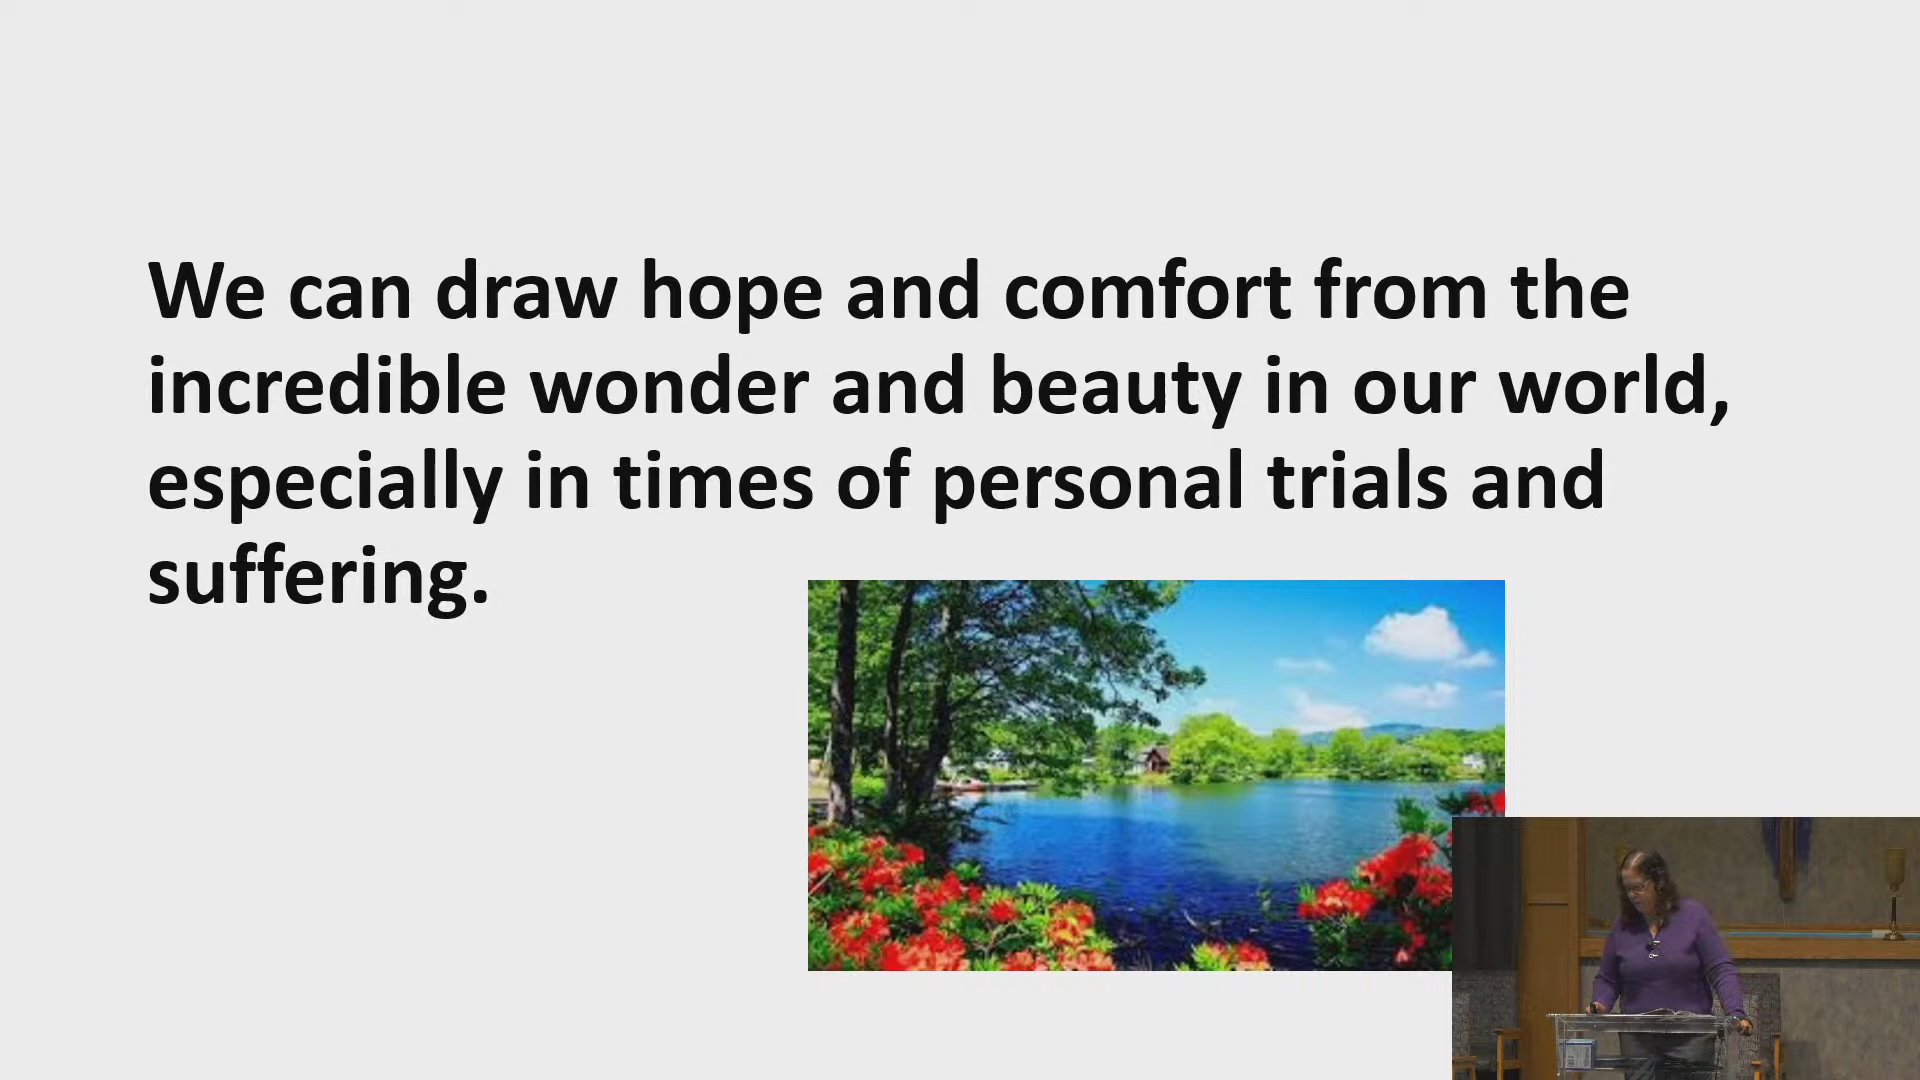 We can draw hope and comfort from the
incredible wonder and beauty in our world,
especially in times of personal trials and
suffering.